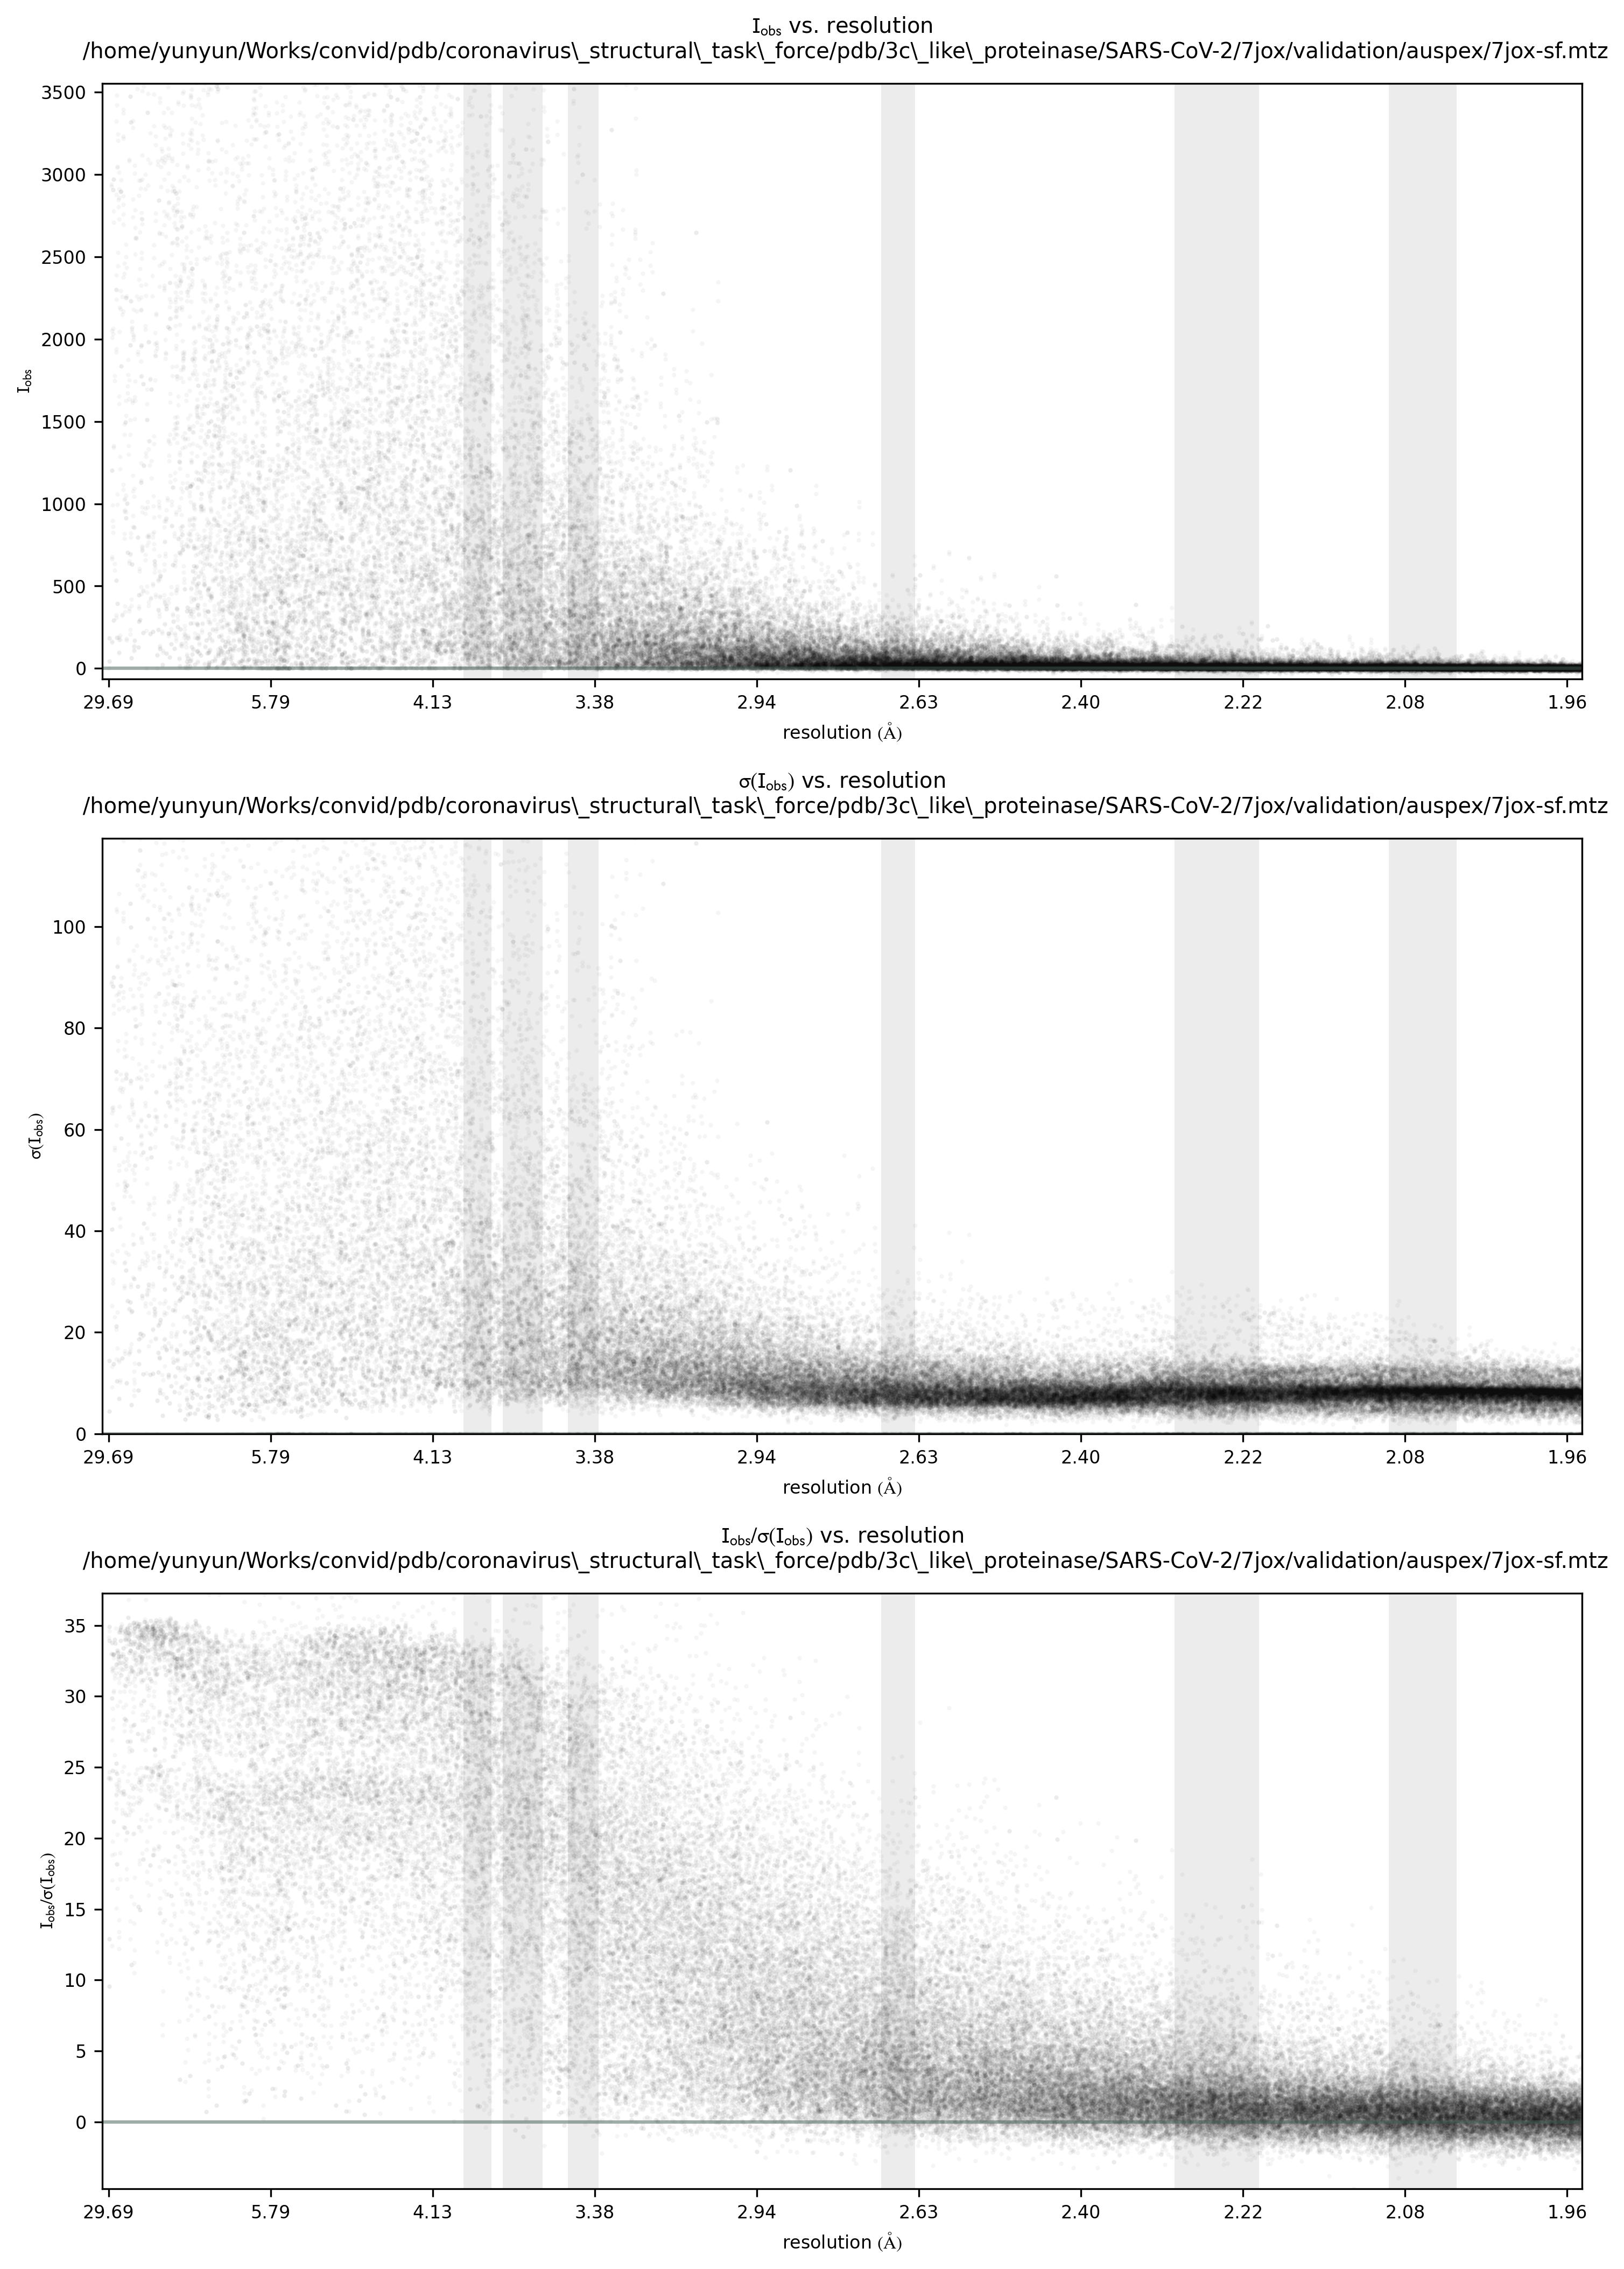 I_obs vs. resolution
/home/yunyun/Works/convid/pdb/coronavirus\_structural\_task\_force/pdb/3c\_like\_proteinase/SARS-CoV-2/7jox/validation/auspex/7jox-sf.mtz
3500
3000
2500
2000
1500
1000
500
0
I_obs
29.69 5.79 4.13 3.38 2.94 2.63 2.40 2.22 2.08 1.96
resolution (Å)
σ(I_obs) vs. resolution
/home/yunyun/Works/convid/pdb/coronavirus\_structural\_task\_force/pdb/3c\_like\_proteinase/SARS-CoV-2/7jox/validation/auspex/7jox-sf.mtz
100
80
60
40
20
0
σ(I_obs)
29.69 5.79 4.13 3.38 2.94 2.63 2.40 2.22 2.08 1.96
resolution (Å)
I_obs/σ(I_obs) vs. resolution
/home/yunyun/Works/convid/pdb/coronavirus\_structural\_task\_force/pdb/3c\_like\_proteinase/SARS-CoV-2/7jox/validation/auspex/7jox-sf.mtz
35
30
25
20
15
10
5
0
I_obs/σ(I_obs)
29.69 5.79 4.13 3.38 2.94 2.63 2.40 2.22 2.08 1.96
resolution (Å)